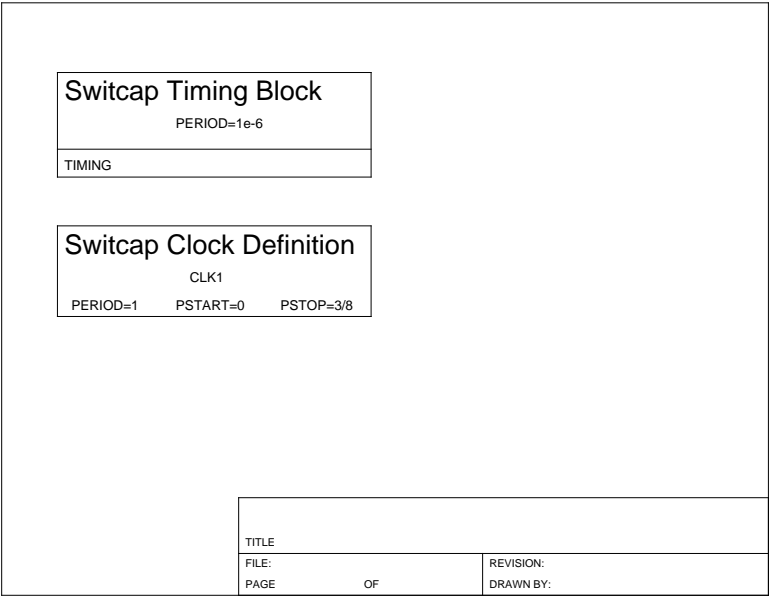 Switcap Timing Block
PERIOD=1e-6
TIMING
Switcap Clock Definition
CLK1
PERIOD=1 PSTART=0 PSTOP=3/8
TITLE
FILE: REVISION:
PAGE OF DRAWN BY: